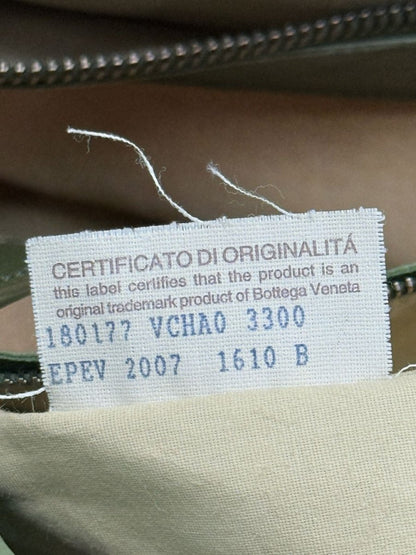 CERTIFICATO DI ORIGINALITÁ
this label certifies that the product is an
original trademark product of Bottega Veneta
180177 VCHA0 3300
EPEV 2007 1610 B